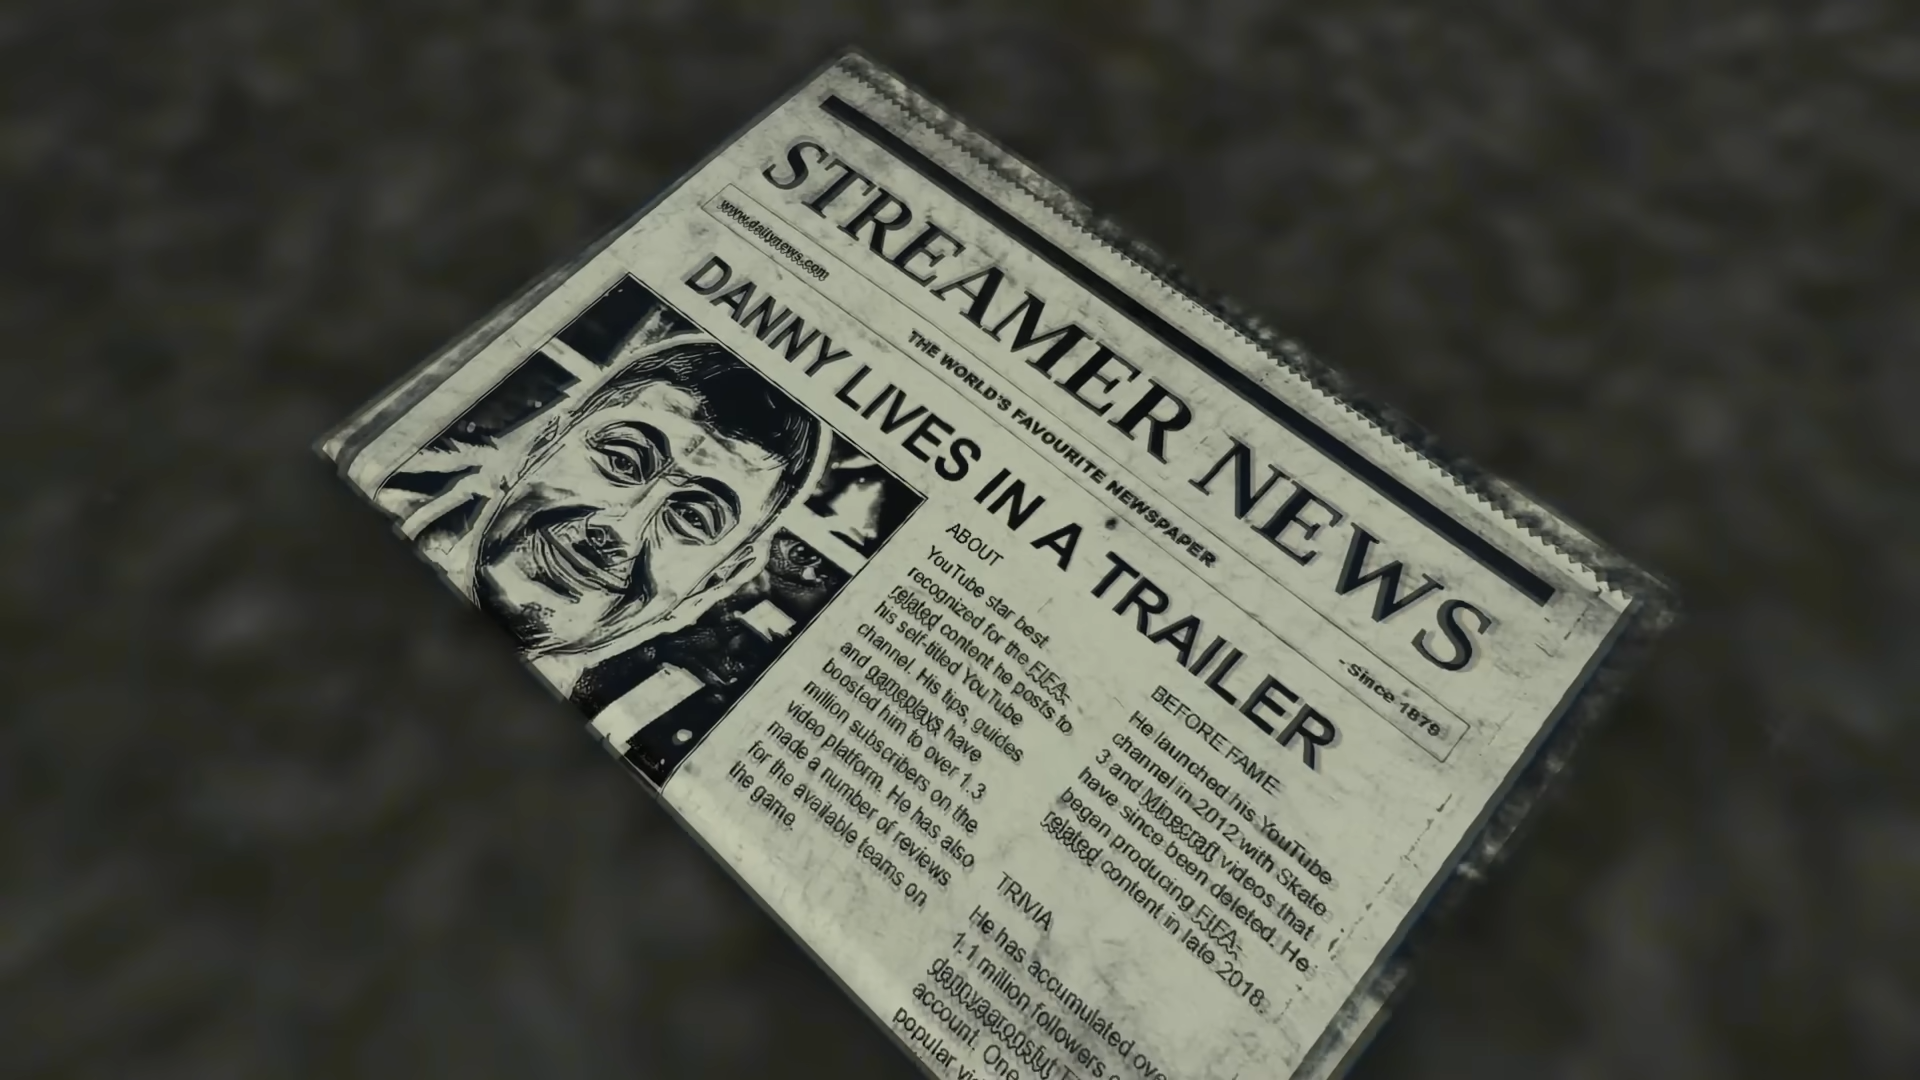 STREAMER NEWS
www.dailynews.com
THE WORLD'S FAVOURITE NEWSPAPER
-Since 1879
DANNY LIVES IN A TRAILER
ABOUT
YouTube star best
recognized for the FIFA-
related content he posts to
his self-titled YouTube
channel. His tips, guides
and gameplays have
boosted him to over 1.3
million subscribers on the
video platform. He has also
made a number of reviews
for the available teams on
the game.
BEFORE FAME
He launched his YouTube
channel in 2012 with Skate
3 and Minecraft videos that
have since been deleted. He
began producing FIFA-
related content in late 2018.
TRIVIA
He has accumulated over
1.1 million followers
dannyaaronsfut
account. One
popular